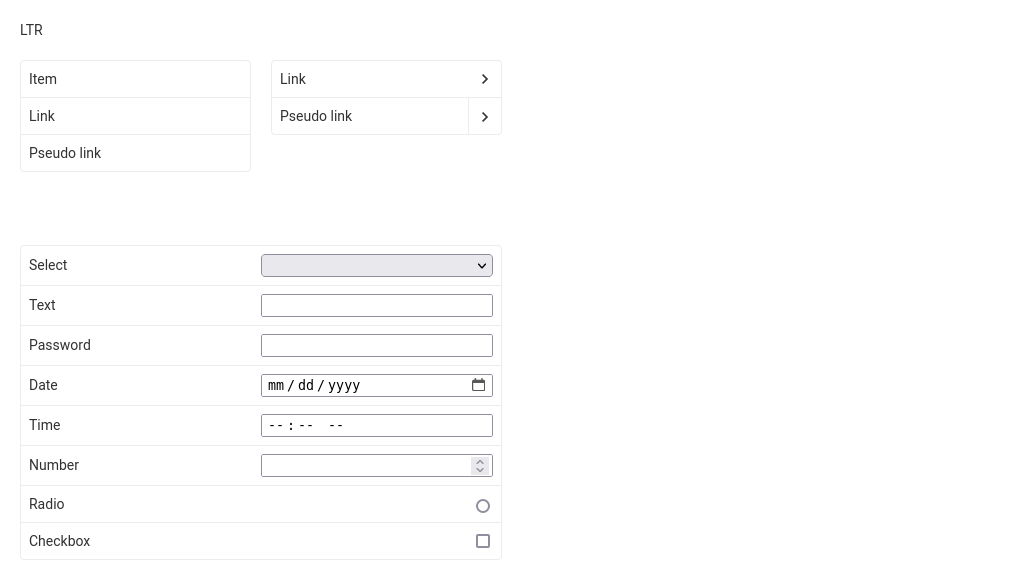 LTR
Item
Link
Pseudo link
Link
Pseudo link
Select
Text
Password
Date mm/dd/yyyy
Time --:-- --
Number
Radio
Checkbox